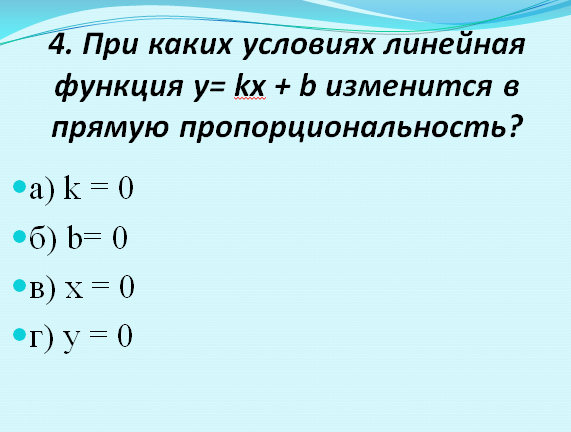 4. При каких условиях линейная
функция y= kx + b изменится в
прямую пропорциональность?
а) k = 0
б) b= 0
в) x = 0
г) y = 0